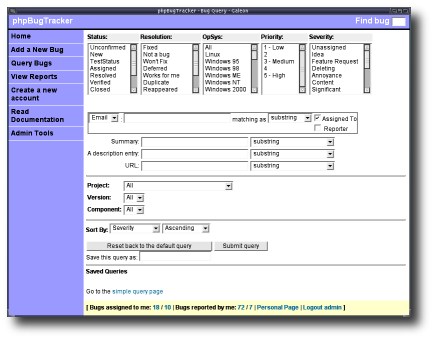 phpBugTracker - Bug Query - Galeon
phpBugTracker
Find bug
Home
Add a New Bug
Query Bugs
View Reports
Create a new account
Read Documentation
Admin Tools
Status: Resolution: OpSys: Priority: Severity:
Unconfirmed Fixed All 1 - Low Unassigned
New Not a bug Linux 2 Idea
TestStatus Won't Fix Windows 95 3 - Medium Feature Request
Assigned Deferred Windows 98 4 Deleting
Resolved Works for me Windows ME 5 - High Annoyance
Verified Duplicate Windows NT Content
Closed Reappeared Windows 2000 Significant
Email : matching as substring Assigned To
Reporter
Summary: substring
A description entry: substring
URL: substring
Project: All
Version: All
Component: All
Sort By: Severity Ascending
Reset back to the default query Submit query
Save this query as:
Saved Queries
Go to the simple query page
[ Bugs assigned to me: 18 / 10 | Bugs reported by me: 72 / 7 | Personal Page | Logout admin ]